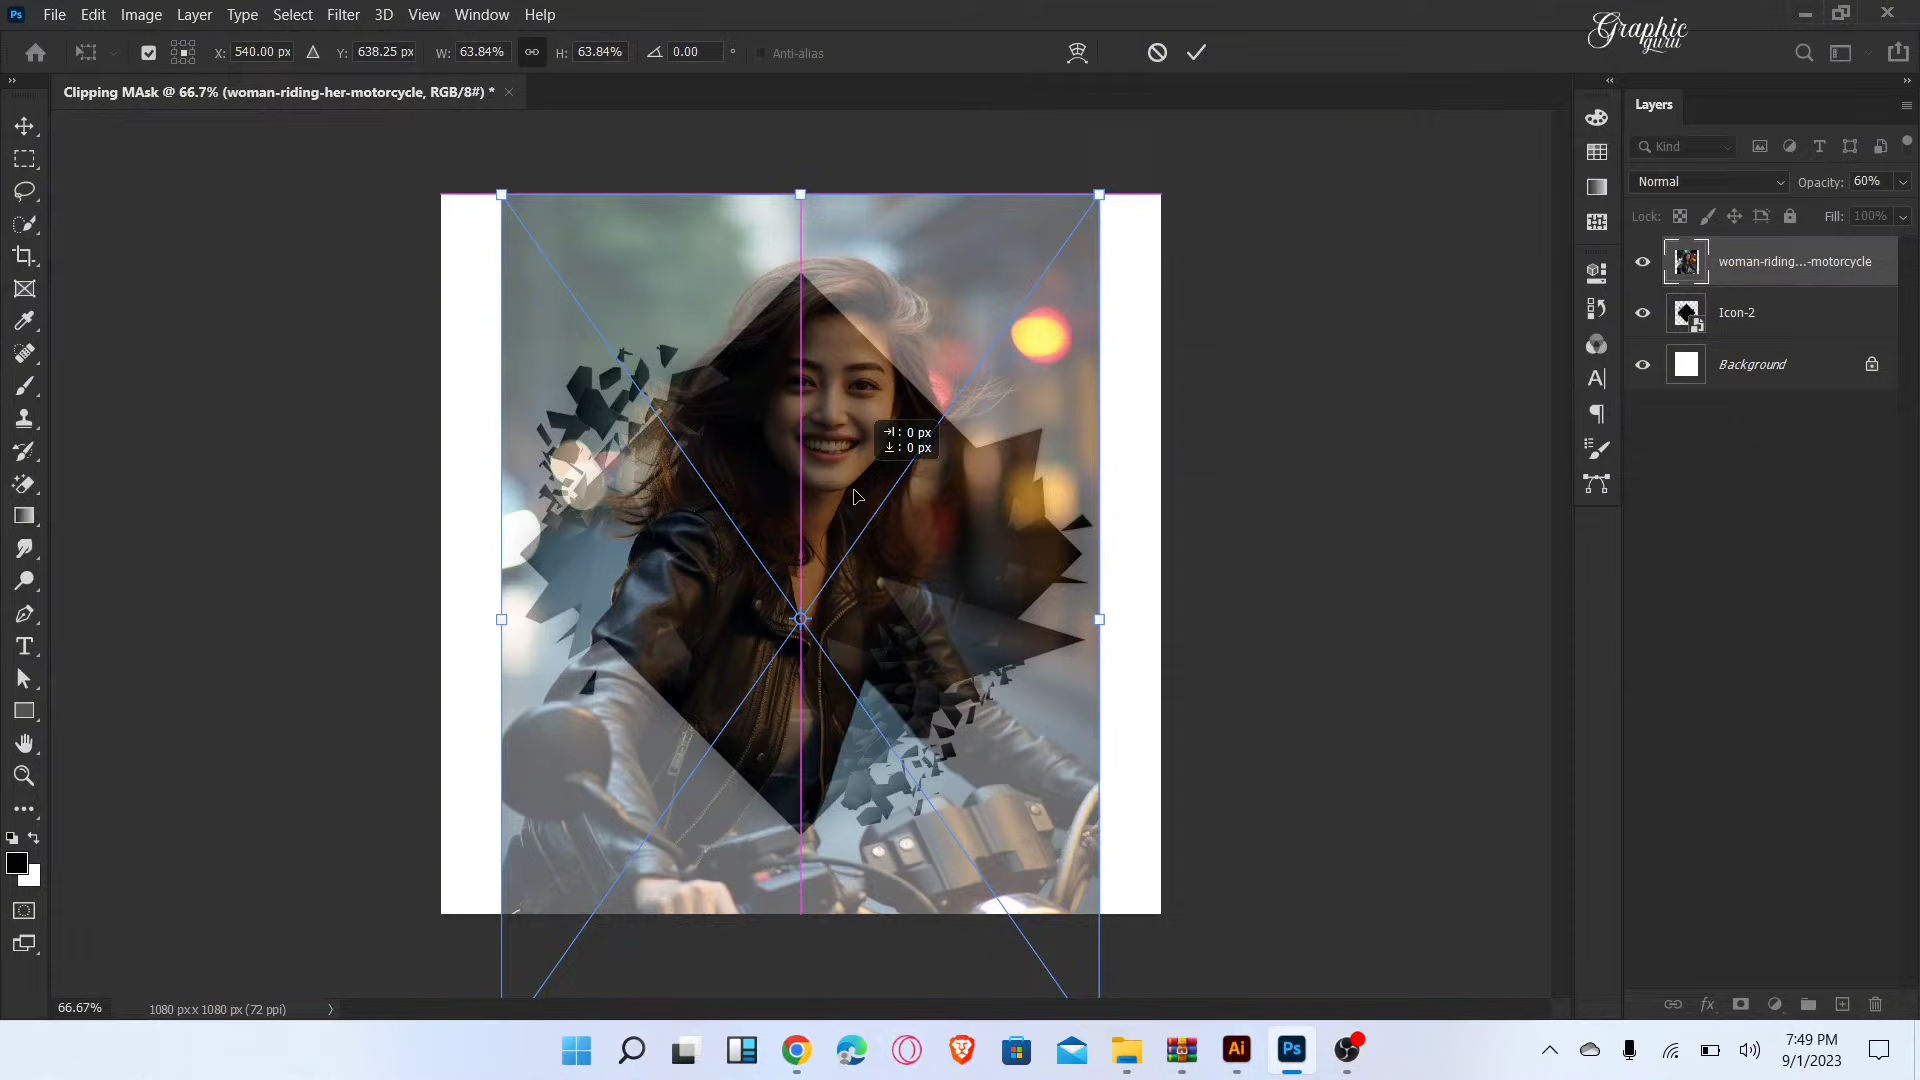 Ps File Edit Image Layer Type Select Filter 3D View Window Help
Graphic guru
X: 540.00 px Y: 638.25 px W: 63.84% H: 63.84% 0.00 ° Anti-alias
Clipping MAsk @ 66.7% (woman-riding-her-motorcycle, RGB/8#) *
Layers
Kind
Normal Opacity: 60%
Lock: Fill: 100%
woman-riding...-motorcycle
Icon-2
Background
: 0 px
: 0 px
66.67% 1080 px x 1080 px (72 ppi)
Ai Ps
7:49 PM
9/1/2023